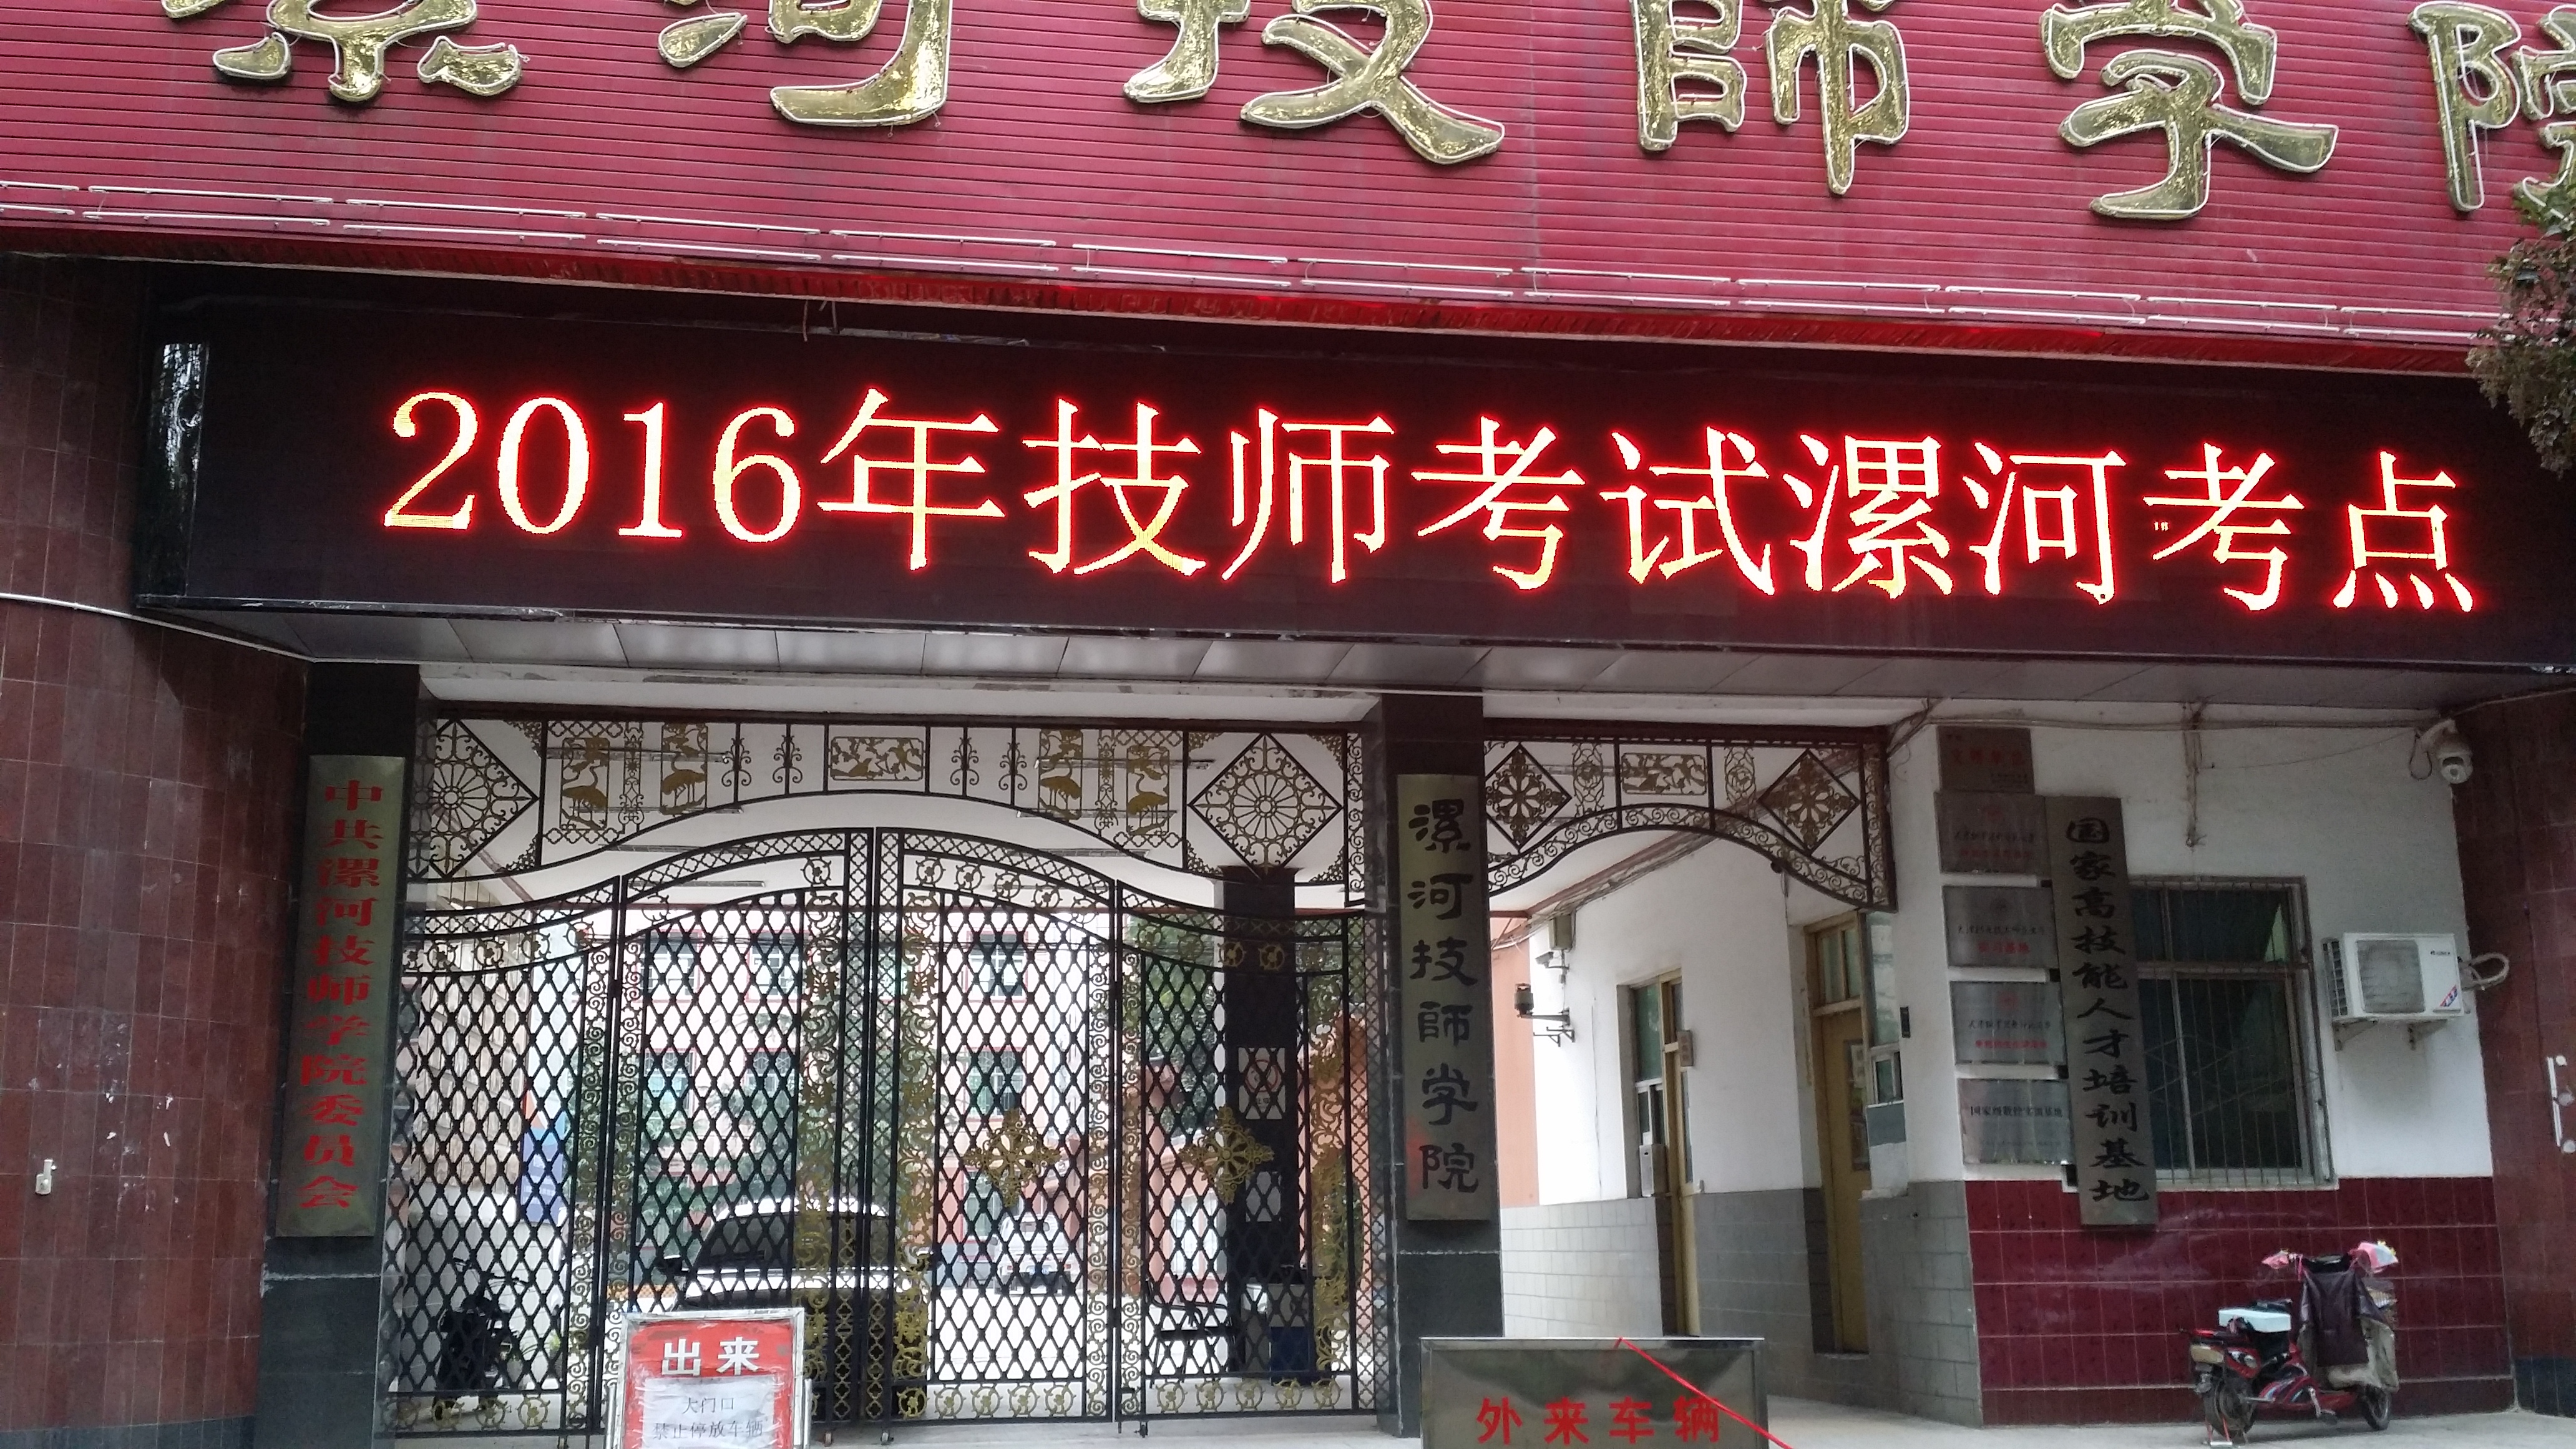 漯河技師学院
2016年技师考试漯河考点
中共漯河技师学院委员会
漯河技師学院
国家高技能人才培训基地
出来
大门口
禁止停放车辆
外来车辆